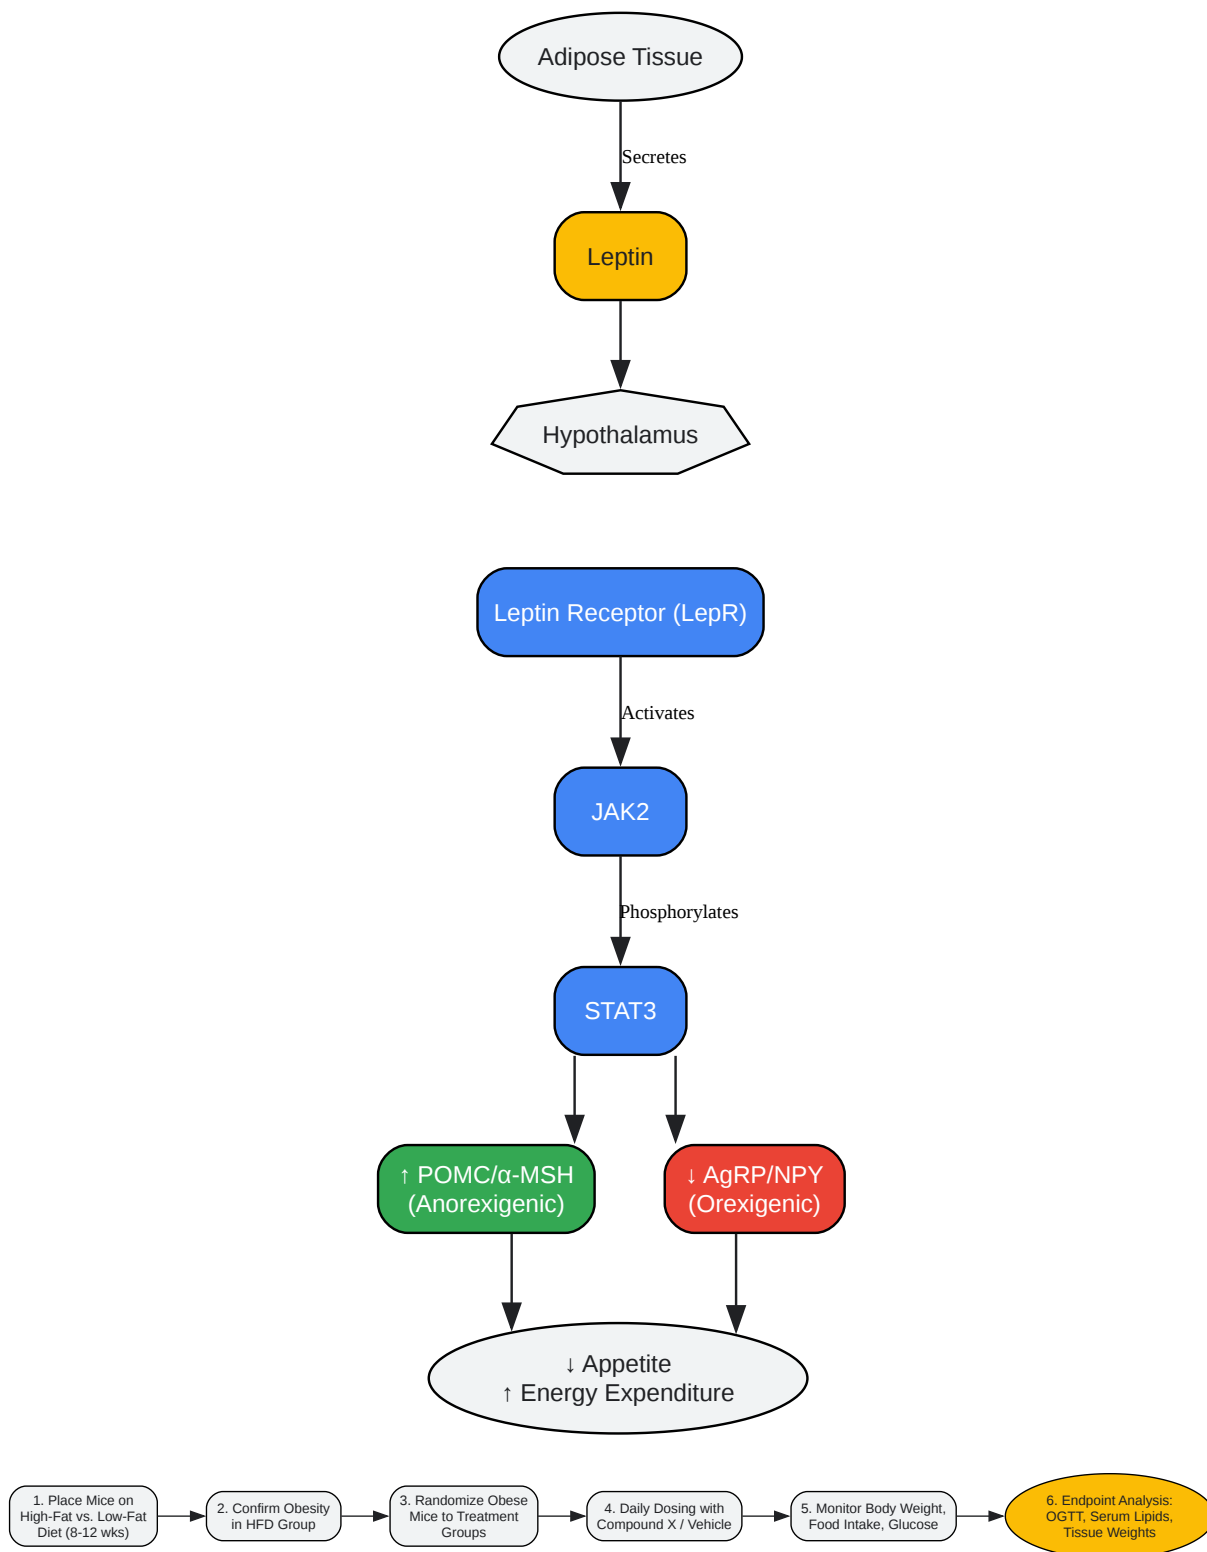 Adipose Tissue
Secretes
Leptin
Hypothalamus
Leptin Receptor (LepR)
Activates
JAK2
Phosphorylates
STAT3
↑ POMC/α-MSH
(Anorexigenic)
↓ AgRP/NPY
(Orexigenic)
↓ Appetite
↑ Energy Expenditure
1. Place Mice on
High-Fat vs. Low-Fat
Diet (8-12 wks)
2. Confirm Obesity
in HFD Group
3. Randomize Obese
Mice to Treatment
Groups
4. Daily Dosing with
Compound X / Vehicle
5. Monitor Body Weight,
Food Intake, Glucose
6. Endpoint Analysis:
OGTT, Serum Lipids,
Tissue Weights